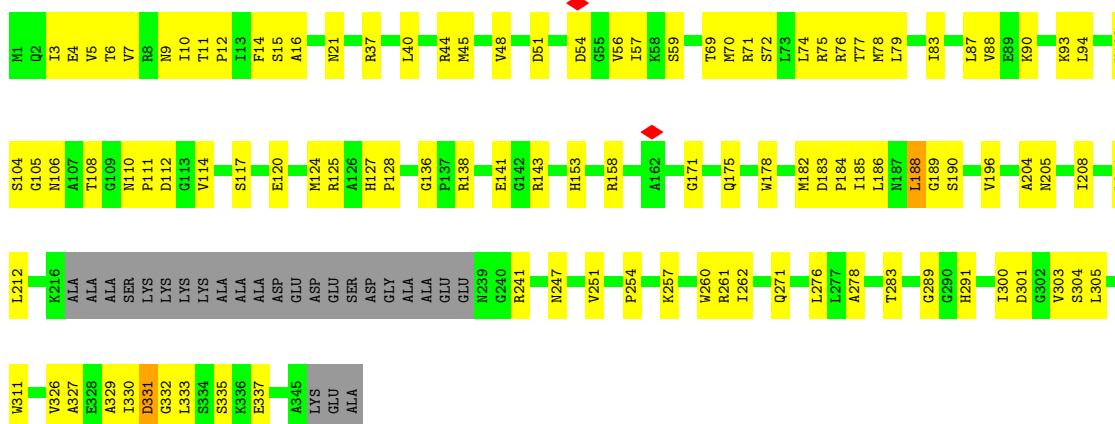 M1 Q2 I3 E4 V5 T6 V7 R8 N9 I10 T11 P12 I13 F14 S15 A16 N21 R37 L40 R44 M45 V48 D51 D54 G55 V56 I57 K58 S59 T69 M70 R71 S72 L73 L74 R75 R76 T77 M78 L79 I83 L87 V88 E89 K90 K93 L94
S104 G105 N106 A107 T108 G109 N110 P111 D112 G113 V114 S117 E120 M124 R125 A126 H127 P128 G136 P137 R138 E141 G142 R143 H153 R158 A162 G171 Q175 W178 M182 D183 P184 I185 L186 N187 L188 G189 S190 V196 A204 N205 I208
L212 K216 ALA ALA ALA SER LYS LYS LYS LYS ALA ALA ALA ASP GLU ASP GLU SER ASP GLY ALA ALA GLU GLU N239 G240 R241 N247 V251 P254 K257 W260 R261 I262 Q271 L276 L277 A278 T283 G289 G290 H291 I300 D301 G302 V303 S304 L305
W311 V326 A327 E328 A329 I330 D331 G332 L333 S334 S335 K336 E337 A345 LYS GLU ALA